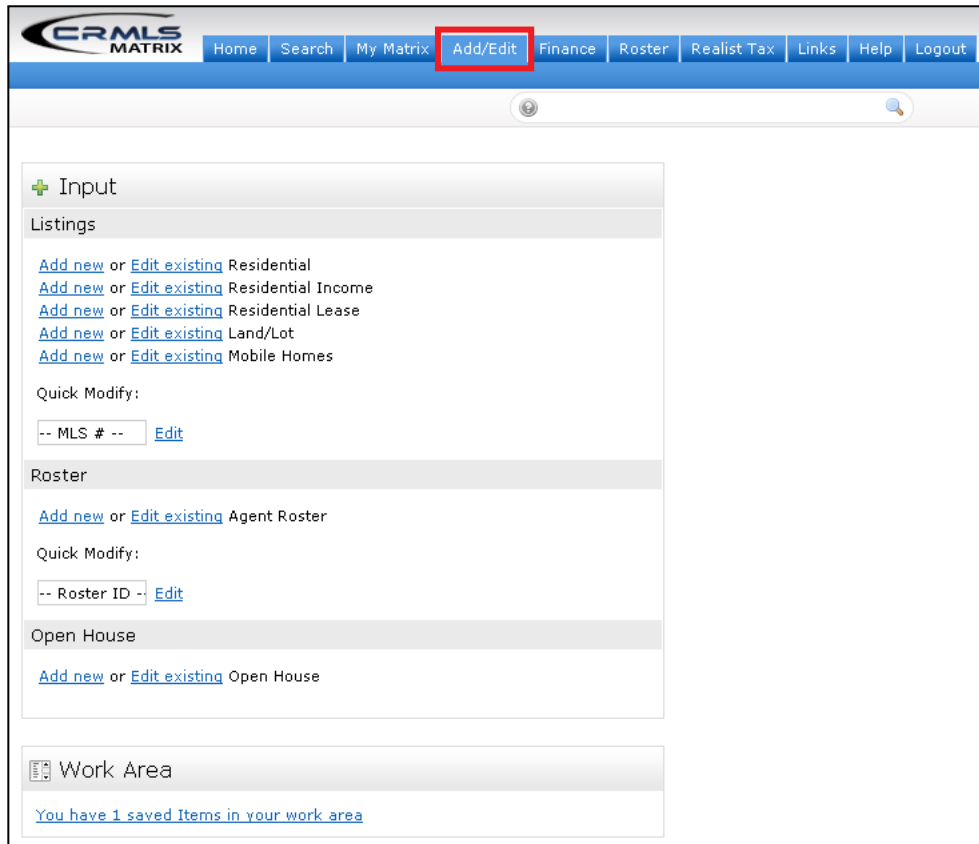 CRMLS
MATRIX
Home Search My Matrix Add/Edit Finance Roster Realist Tax Links Help Logout
Input
Listings
Add new or Edit existing Residential
Add new or Edit existing Residential Income
Add new or Edit existing Residential Lease
Add new or Edit existing Land/Lot
Add new or Edit existing Mobile Homes
Quick Modify:
-- MLS # -- Edit
Roster
Add new or Edit existing Agent Roster
Quick Modify:
-- Roster ID -- Edit
Open House
Add new or Edit existing Open House
Work Area
You have 1 saved Items in your work area